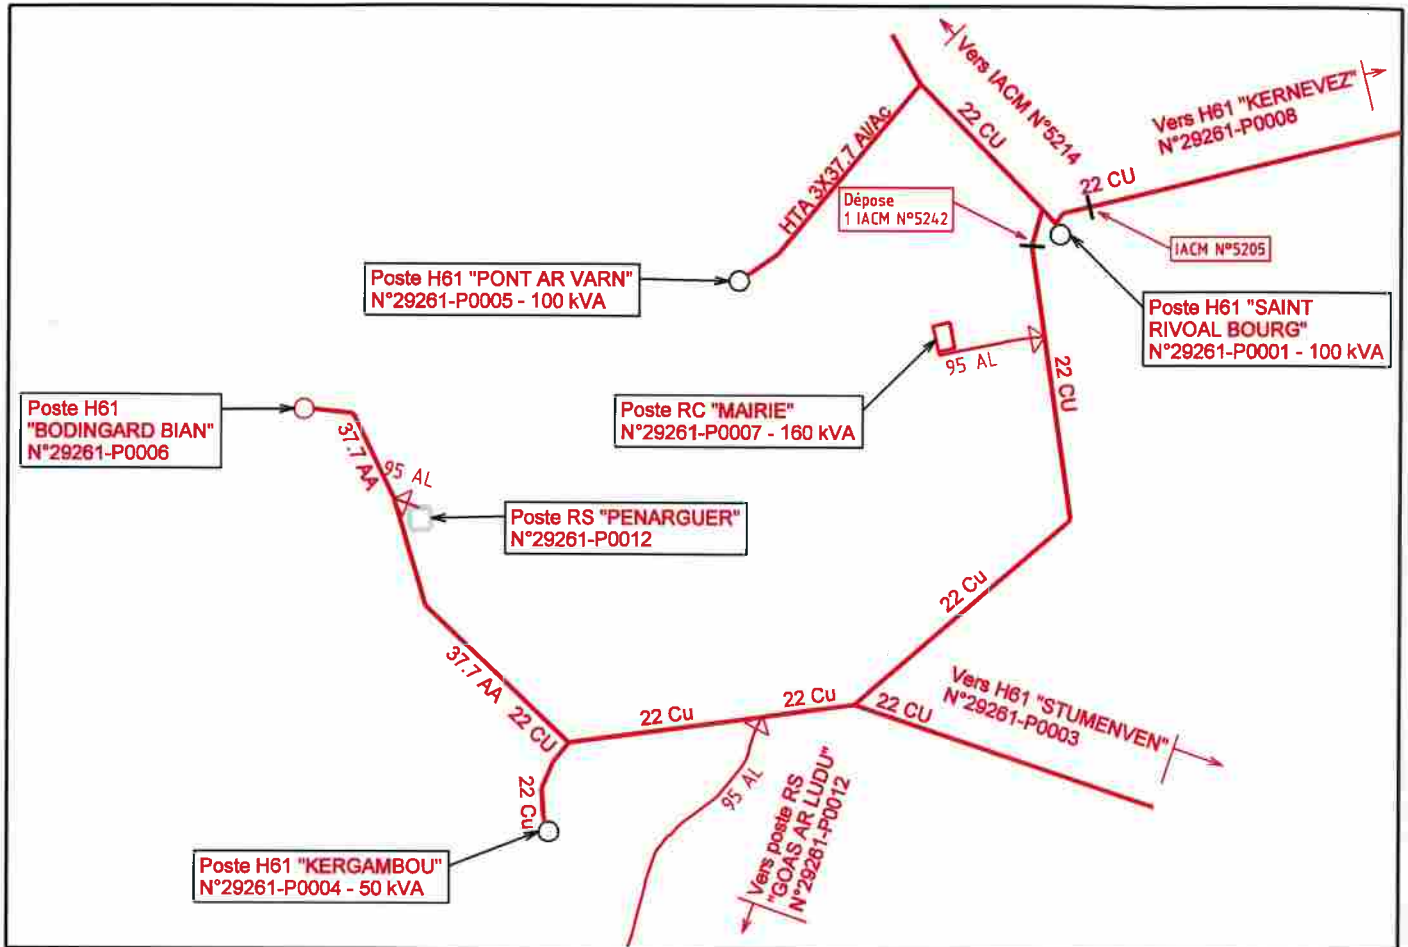 Vers IACM N°5214
22 CU
Vers H61 "KERNEVEZ"
N°29261-P0008
22 CU
HTA 3X37.7 Al/Ac
Dépose
1 IACM N°5242
IACM N°5205
Poste H61 "PONT AR VARN"
N°29261-P0005 - 100 kVA
Poste H61 "SAINT
RIVOAL BOURG"
N°29261-P0001 - 100 kVA
95 AL
22 CU
Poste H61
"BODINGARD BIAN"
N°29261-P0006
Poste RC "MAIRIE"
N°29261-P0007 - 160 kVA
37.7 AA
95 AL
Poste RS "PENARGUER"
N°29261-P0012
22 Cu
37.7 AA
22 CU
22 Cu
22 Cu
22 CU
Vers H61 "STUMENVEN"
N°29261-P0003
22 Cu
95 AL
Vers poste RS
"GOAS AR LUDU"
N°29261-P0012
Poste H61 "KERGAMBOU"
N°29261-P0004 - 50 kVA